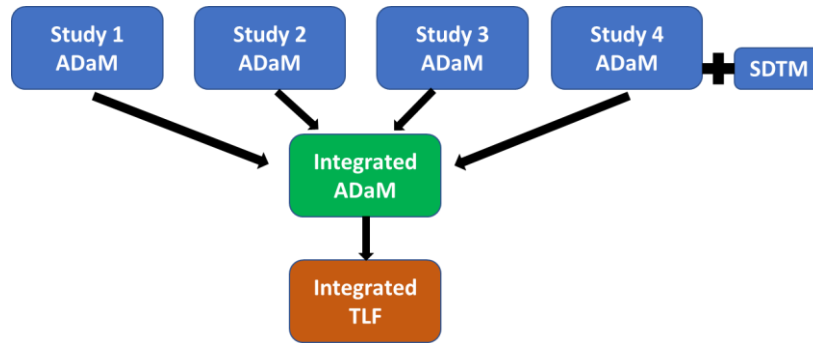 Study 1
ADaM
Study 2
ADaM
Study 3
ADaM
Study 4
ADaM
SDTM
Integrated
ADaM
Integrated
TLF